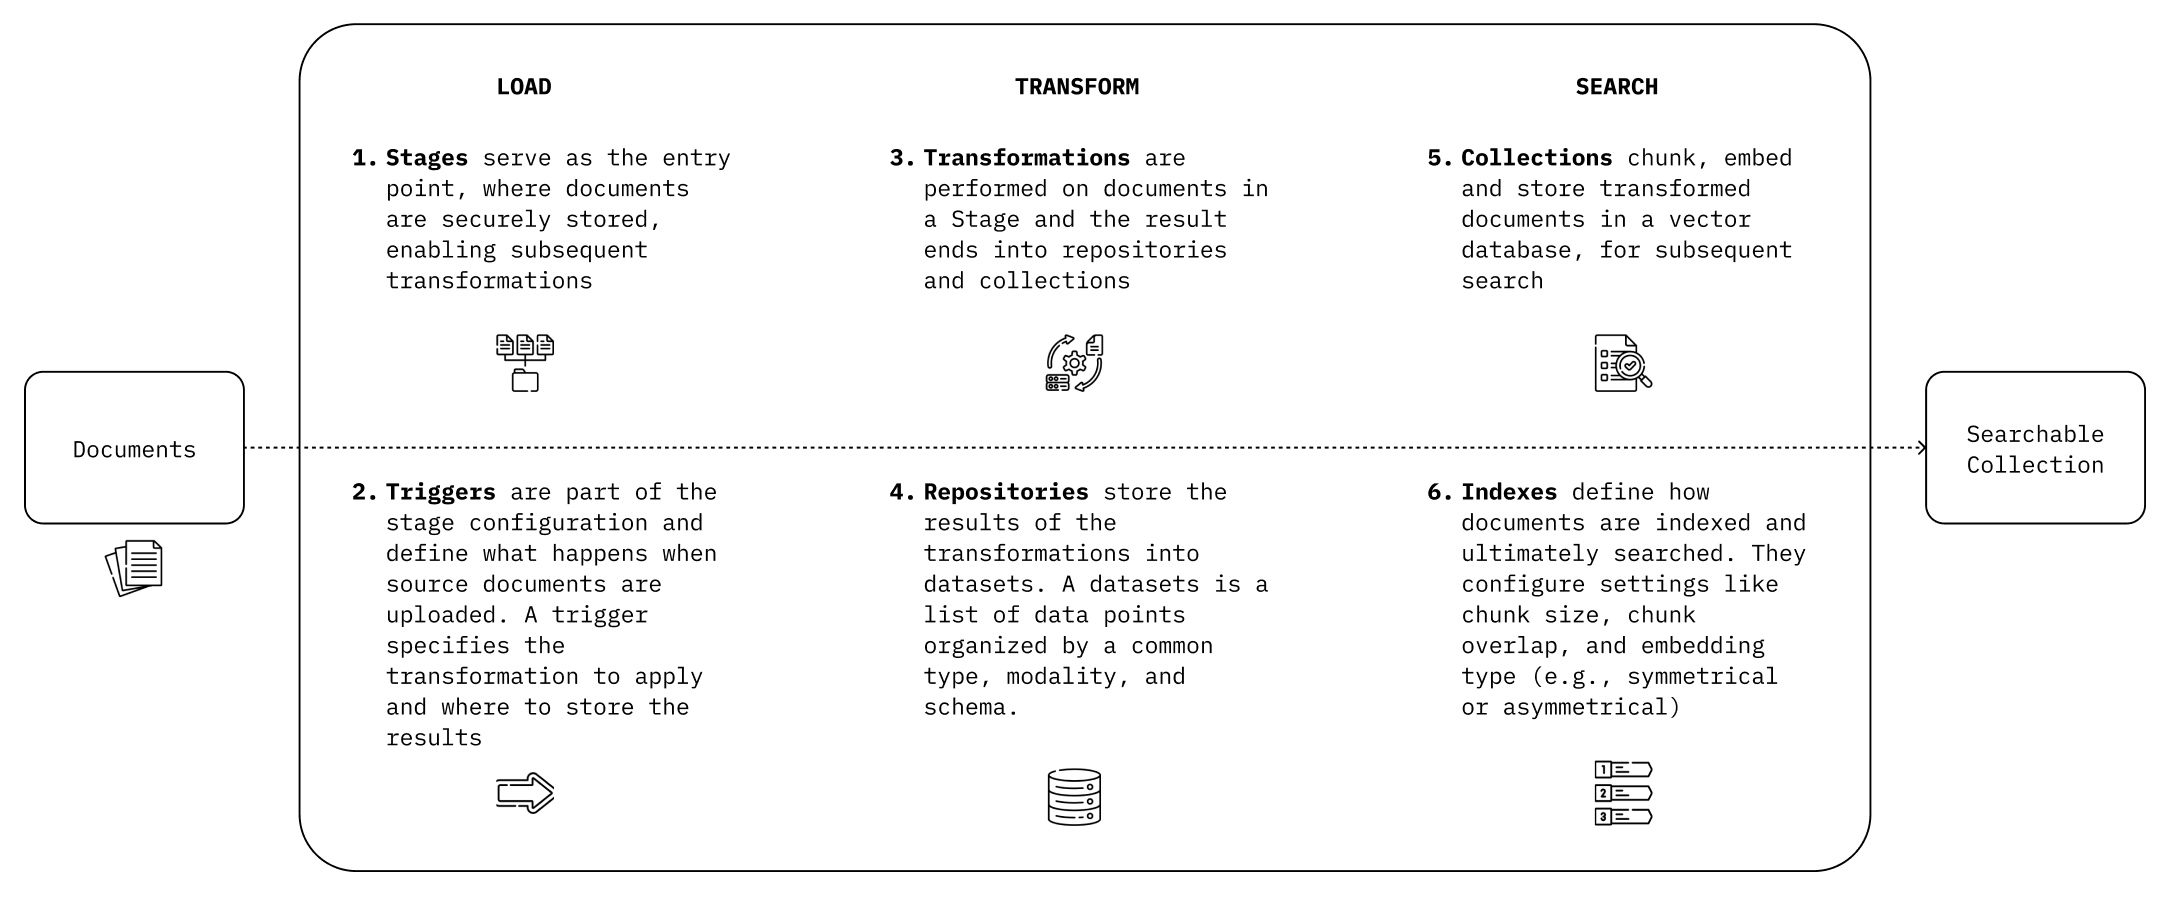 LOAD
TRANSFORM
SEARCH
1. Stages serve as the entry
point, where documents
are securely stored,
enabling subsequent
transformations
3. Transformations are
performed on documents in
a Stage and the result
ends into repositories
and collections
5. Collections chunk, embed
and store transformed
documents in a vector
database, for subsequent
search
Documents
Searchable
Collection
2. Triggers are part of the
stage configuration and
define what happens when
source documents are
uploaded. A trigger
specifies the
transformation to apply
and where to store the
results
4. Repositories store the
results of the
transformations into
datasets. A datasets is a
list of data points
organized by a common
type, modality, and
schema.
6. Indexes define how
documents are indexed and
ultimately searched. They
configure settings like
chunk size, chunk
overlap, and embedding
type (e.g., symmetrical
or asymmetrical)
1
2
3